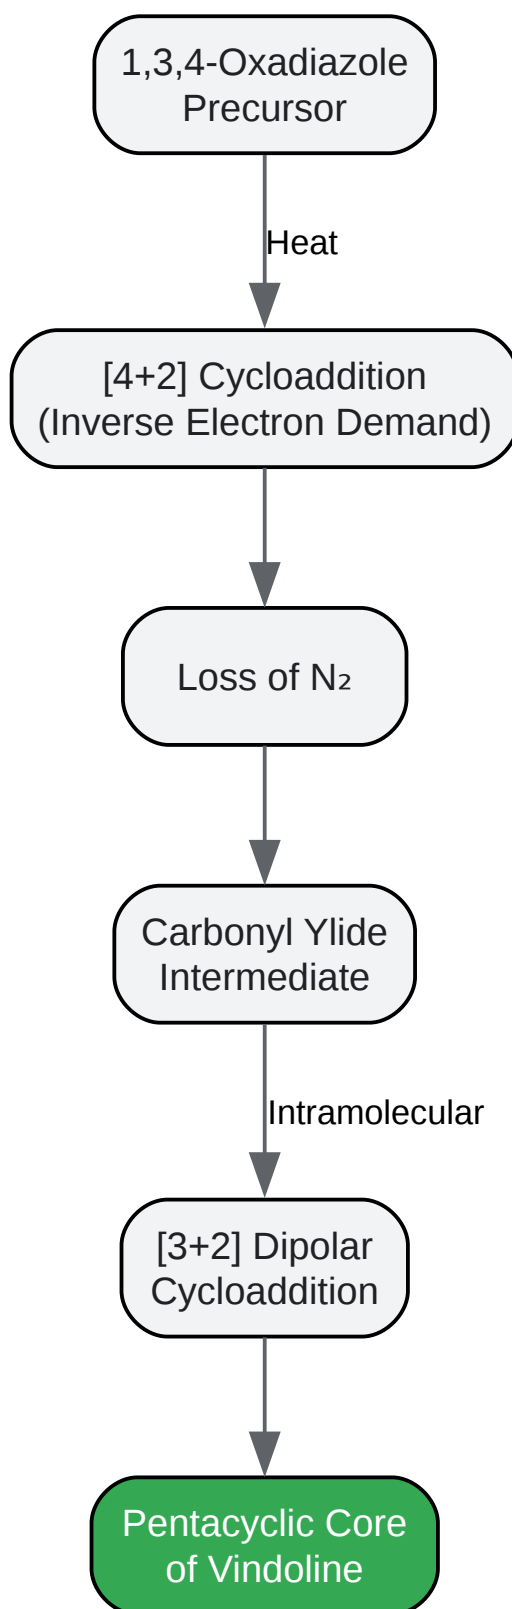 1,3,4-Oxadiazole
Precursor
Heat
[4+2] Cycloaddition
(Inverse Electron Demand)
Loss of N₂
Carbonyl Ylide
Intermediate
Intramolecular
[3+2] Dipolar
Cycloaddition
Pentacyclic Core
of Vindoline